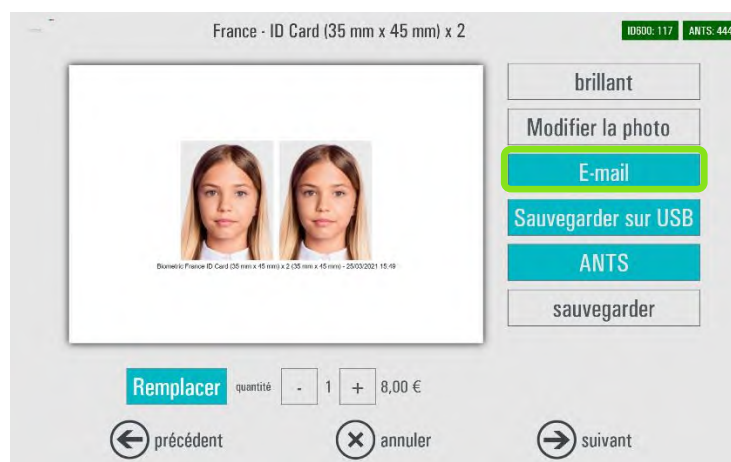 France - ID Card (35 mm x 45 mm) x 2
ID600: 117 ANTS: 444
brillant
Modifier la photo
E-mail
Sauvegarder sur USB
ANTS
sauvegarder
Biometric France ID Card (35 mm x 45 mm) x 2 (35 mm x 45 mm) - 25/03/2021 15:49
Remplacer quantité - 1 + 8,00 €
précédent annuler suivant